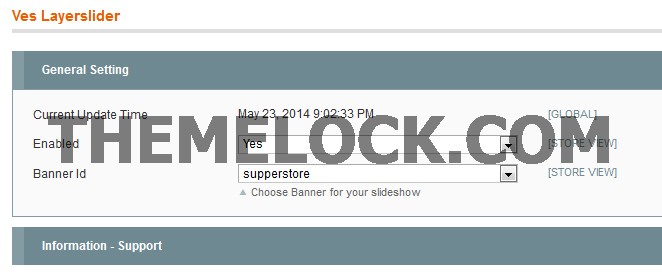 Ves Layerslider
General Setting
Current Update Time May 23, 2014 9:02:33 PM [GLOBAL]
THEMELOCK.COM
Enabled Yes [STORE VIEW]
Banner Id supperstore [STORE VIEW]
Choose Banner for your slideshow
Information - Support